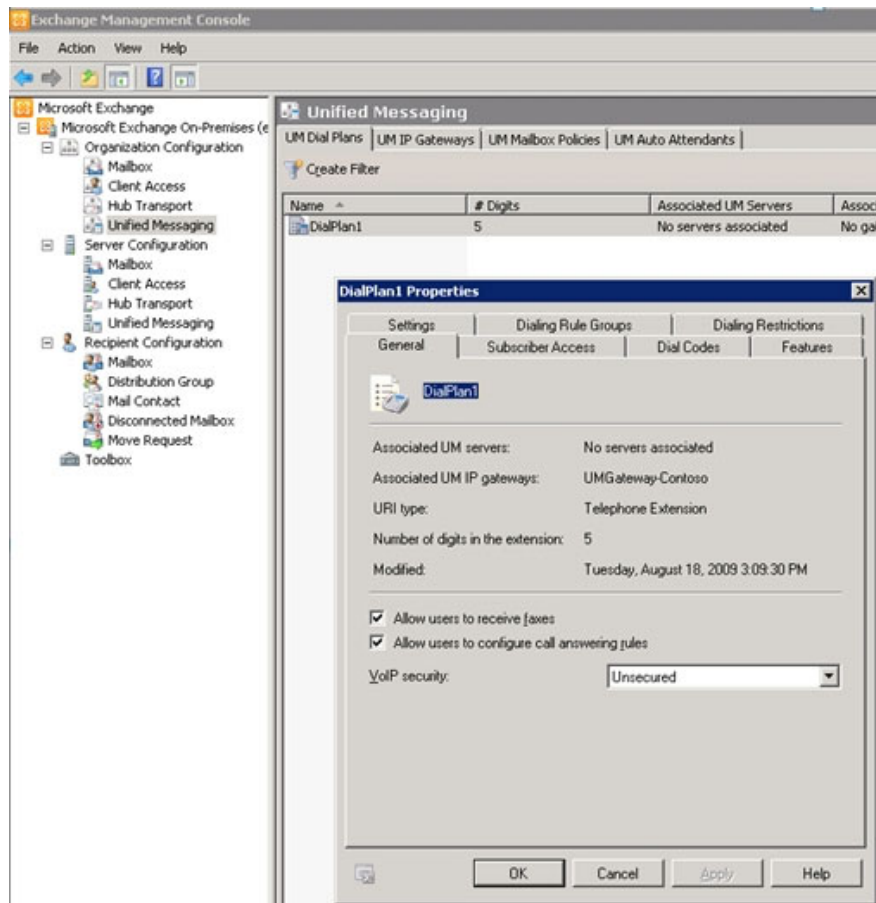 Exchange Management Console
File Action View Help
Microsoft Exchange
Microsoft Exchange On-Premises (e
Organization Configuration
Mailbox
Client Access
Hub Transport
Unified Messaging
Server Configuration
Mailbox
Client Access
Hub Transport
Unified Messaging
Recipient Configuration
Mailbox
Distribution Group
Mail Contact
Disconnected Mailbox
Move Request
Toolbox
Unified Messaging
UM Dial Plans UM IP Gateways UM Mailbox Policies UM Auto Attendants
Create Filter
Name # Digits Associated UM Servers Assoc
DialPlan1 5 No servers associated No ga
DialPlan1 Properties
Settings Dialing Rule Groups Dialing Restrictions
General Subscriber Access Dial Codes Features
DialPlan1
Associated UM servers: No servers associated
Associated UM IP gateways: UMGateway-Contoso
URI type: Telephone Extension
Number of digits in the extension: 5
Modified: Tuesday, August 18, 2009 3:09:30 PM
Allow users to receive faxes
Allow users to configure call answering rules
VoIP security: Unsecured
OK Cancel Apply Help